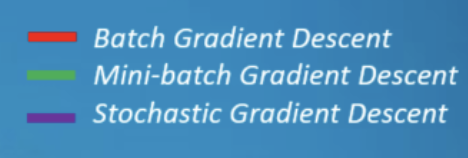 Batch Gradient Descent
Mini-batch Gradient Descent
Stochastic Gradient Descent